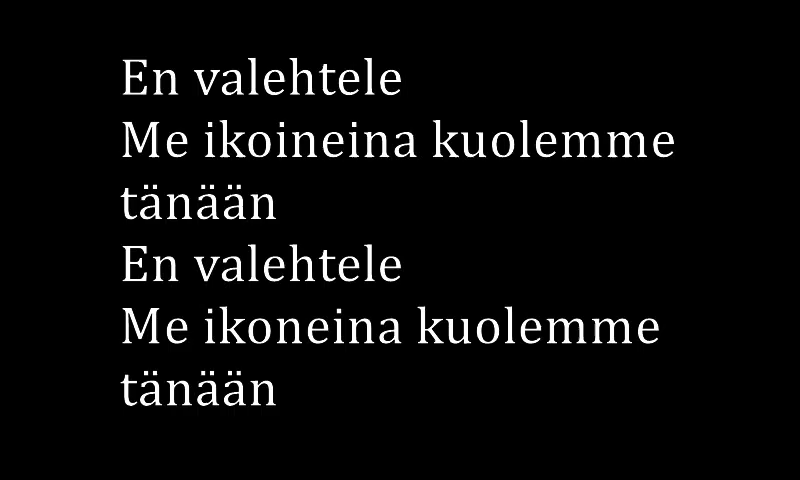 En valehtele
Me ikoineina kuolemme
tänään
En valehtele
Me ikoneina kuolemme
tänään